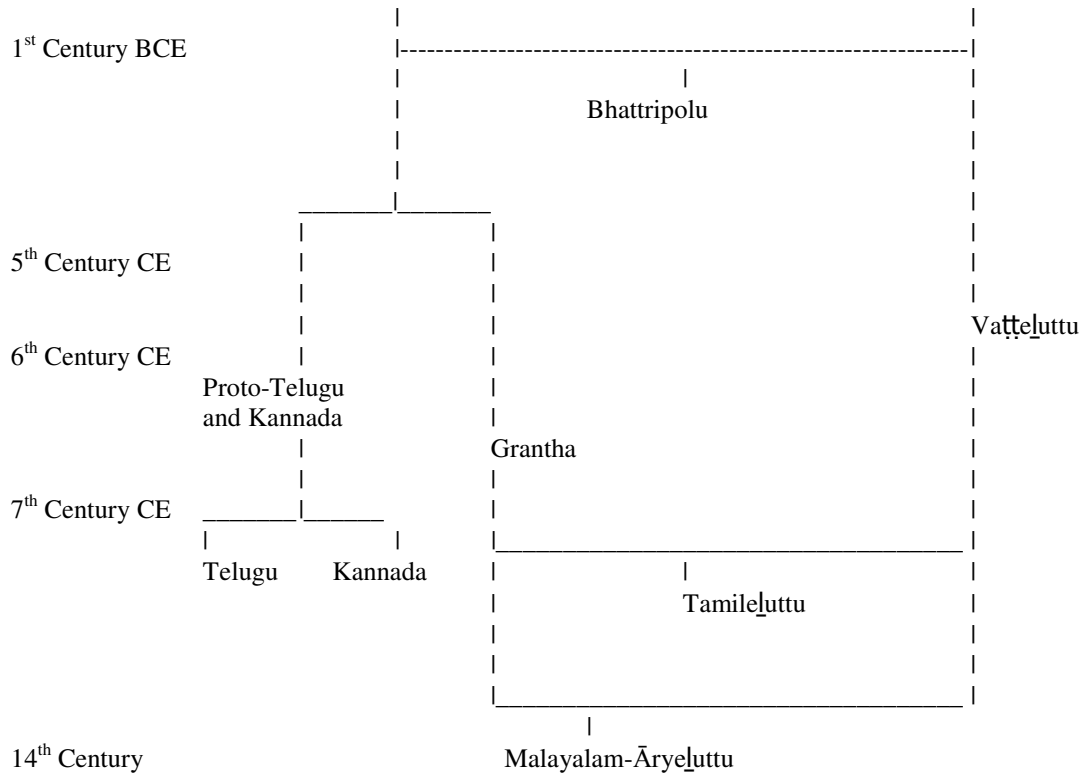 1st Century BCE
Bhattripolu
5th Century CE
Vaṭṭeḻuttu
6th Century CE
Proto-Telugu
and Kannada
Grantha
7th Century CE
Telugu Kannada
Tamileḻuttu
14th Century Malayalam-Āryeḻuttu